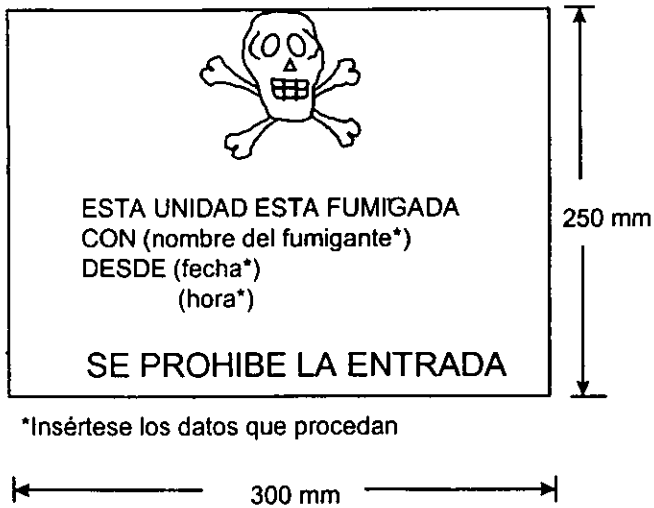 ESTA UNIDAD ESTA FUMIGADA
CON (nombre del fumigante*)
DESDE (fecha*)
(hora*)
SE PROHIBE LA ENTRADA
250 mm
*Insértese los datos que procedan
300 mm